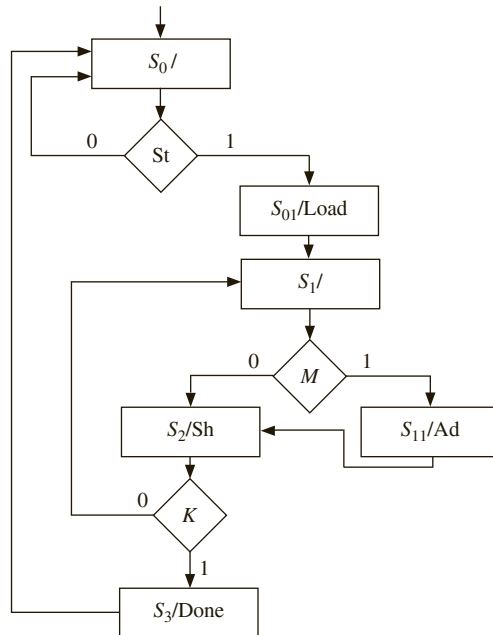 S₀/
0 St 1
S₀₁/Load
S₁/
0 M 1
S₂/Sh
S₁₁/Ad
0 K
1
S₃/Done